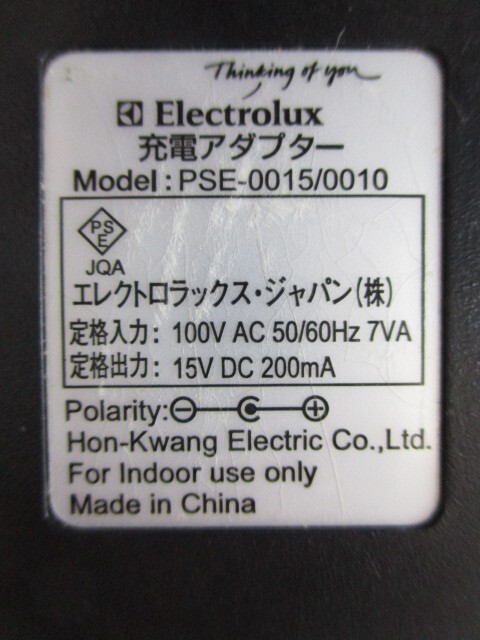 Thinking of you
Electrolux
充電アダプター
Model : PSE-0015/0010
PSE
JQA
エレクトロラックス・ジャパン(株)
定格入力: 100V AC 50/60Hz 7VA
定格出力: 15V DC 200mA
Polarity:
Hon-Kwang Electric Co.,Ltd.
For Indoor use only
Made in China